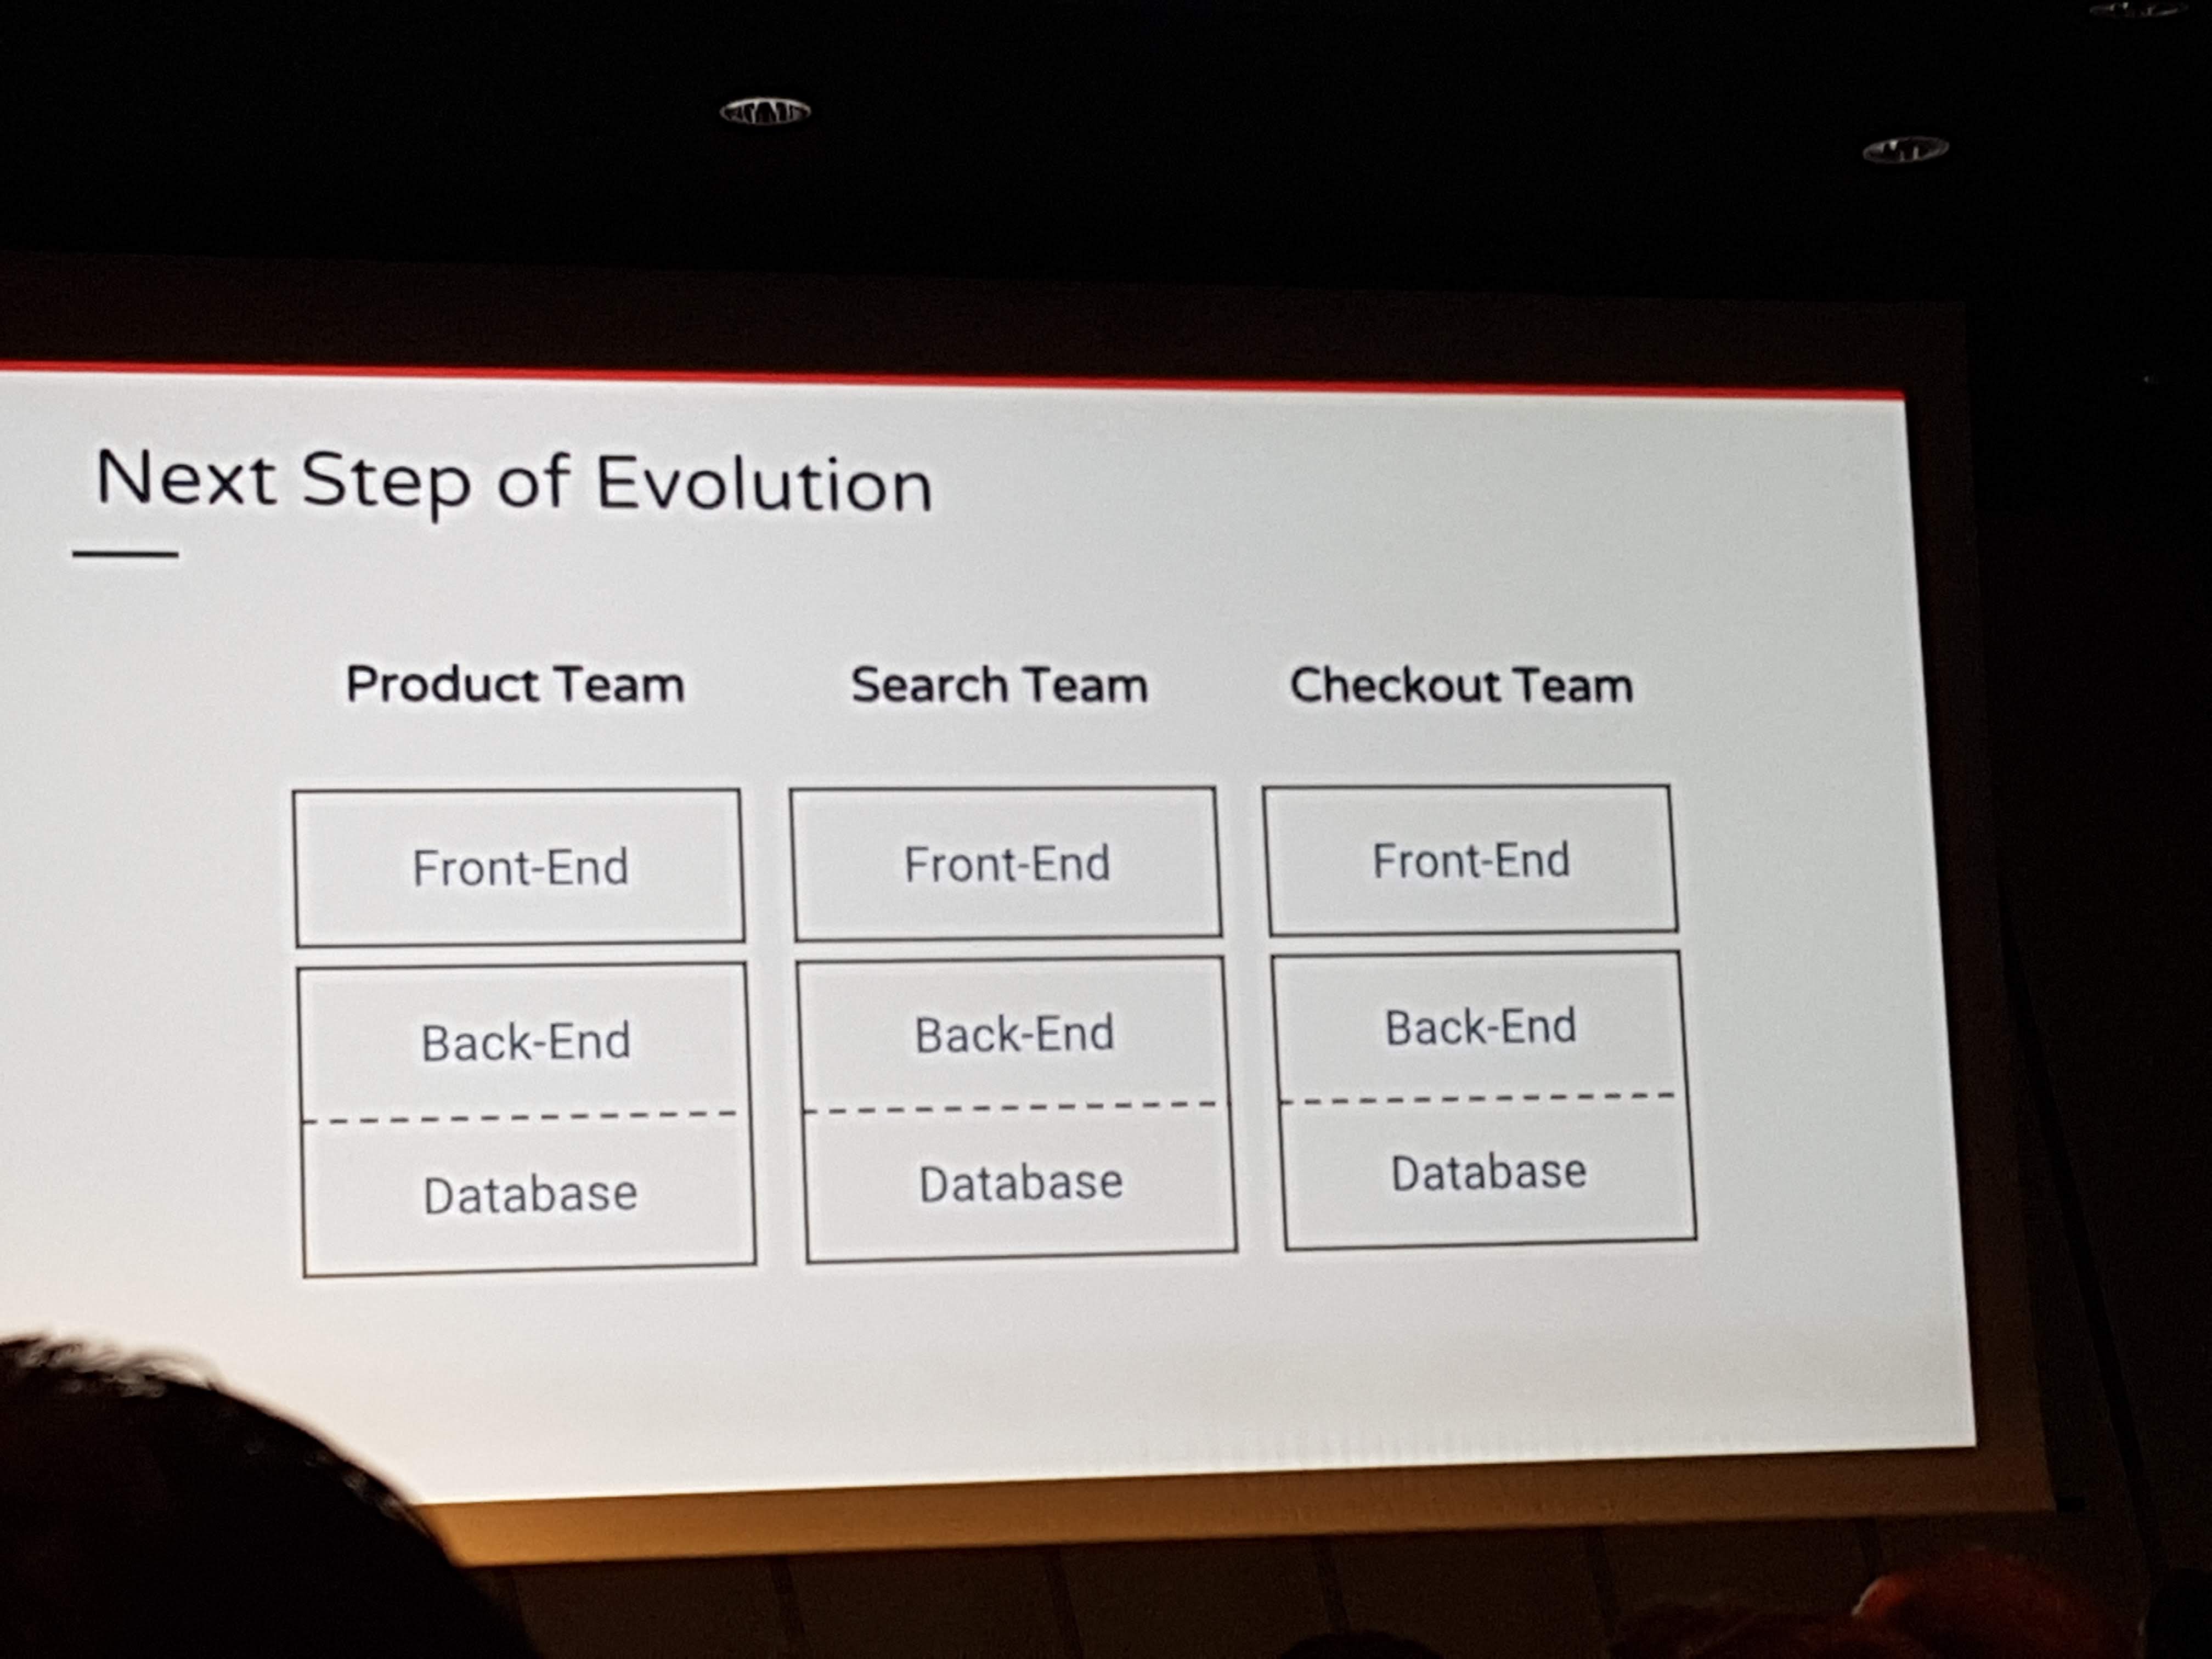 Next Step of Evolution
Product Team
Search Team
Checkout Team
Front-End
Front-End
Front-End
Back-End
Back-End
Back-End
Database
Database
Database